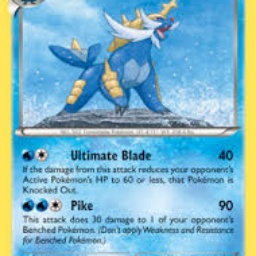 Ultimate Blade 40
If the damage from this attack reduces your opponent's
Active Pokémon's HP to 60 or less, that Pokémon is
Knocked Out.
Pike 90
This attack does 30 damage to 1 of your opponent's
Benched Pokémon. (Don't apply Weakness and Resistance
for Benched Pokémon.)